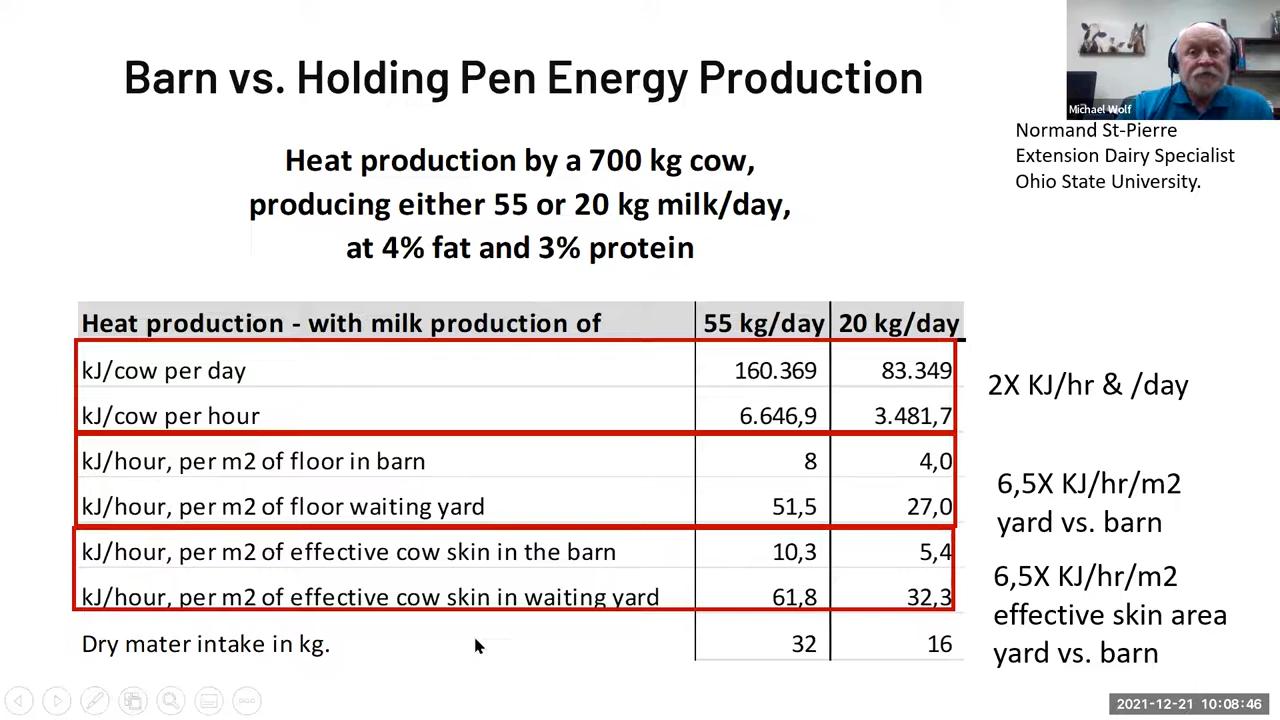 Barn vs. Holding Pen Energy Production
Michael Wolf
Normand St-Pierre
Extension Dairy Specialist
Ohio State University.
Heat production by a 700 kg cow,
producing either 55 or 20 kg milk/day,
at 4% fat and 3% protein
Heat production - with milk production of 55 kg/day 20 kg/day
kJ/cow per day 160.369 83.349
kJ/cow per hour 6.646,9 3.481,7
2X KJ/hr & /day
kJ/hour, per m2 of floor in barn 8 4,0
kJ/hour, per m2 of floor waiting yard 51,5 27,0
6,5X KJ/hr/m2
yard vs. barn
kJ/hour, per m2 of effective cow skin in the barn 10,3 5,4
kJ/hour, per m2 of effective cow skin in waiting yard 61,8 32,3
6,5X KJ/hr/m2
effective skin area
yard vs. barn
Dry mater intake in kg. 32 16
2021-12-21 10:08:46